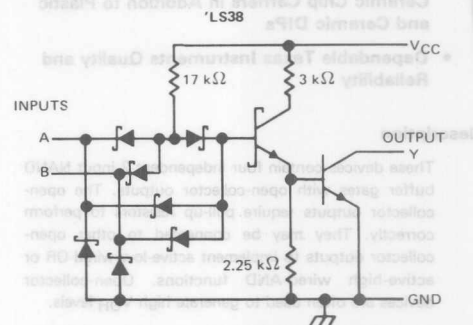 'LS38
VCC
17 kΩ
3 kΩ
INPUTS
A
OUTPUT
Y
B
2.25 kΩ
GND